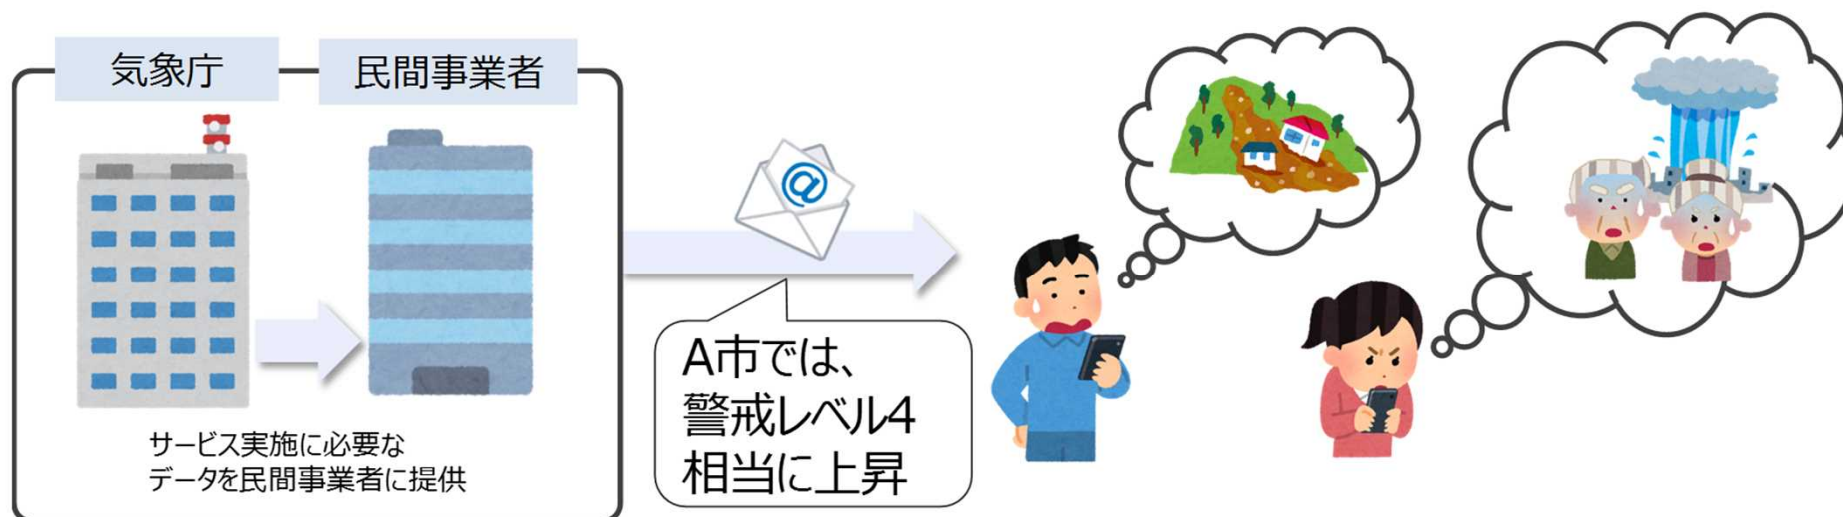 気象庁
民間事業者
サービス実施に必要な
データを民間事業者に提供
@
A市では、
警戒レベル4
相当に上昇